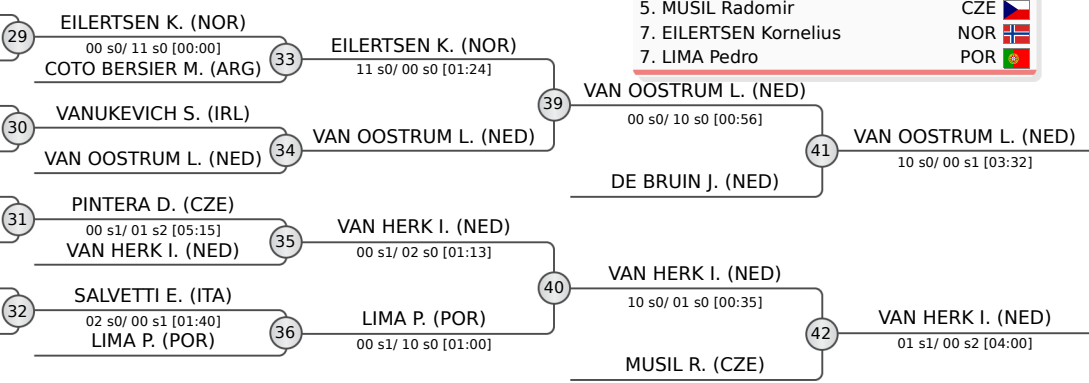 5. MUSIL Radomir CZE
7. EILERTSEN Kornelius NOR
7. LIMA Pedro POR
29
EILERTSEN K. (NOR)
00 s0/ 11 s0 [00:00]
COTO BERSIER M. (ARG)
33
EILERTSEN K. (NOR)
11 s0/ 00 s0 [01:24]
30
VANUKEVICH S. (IRL)
VAN OOSTRUM L. (NED)
34
VAN OOSTRUM L. (NED)
39
VAN OOSTRUM L. (NED)
00 s0/ 10 s0 [00:56]
DE BRUIN J. (NED)
41
VAN OOSTRUM L. (NED)
10 s0/ 00 s1 [03:32]
31
PINTERA D. (CZE)
00 s1/ 01 s2 [05:15]
VAN HERK I. (NED)
35
VAN HERK I. (NED)
00 s1/ 02 s0 [01:13]
32
SALVETTI E. (ITA)
02 s0/ 00 s1 [01:40]
LIMA P. (POR)
36
LIMA P. (POR)
00 s1/ 10 s0 [01:00]
40
VAN HERK I. (NED)
10 s0/ 01 s0 [00:35]
MUSIL R. (CZE)
42
VAN HERK I. (NED)
01 s1/ 00 s2 [04:00]